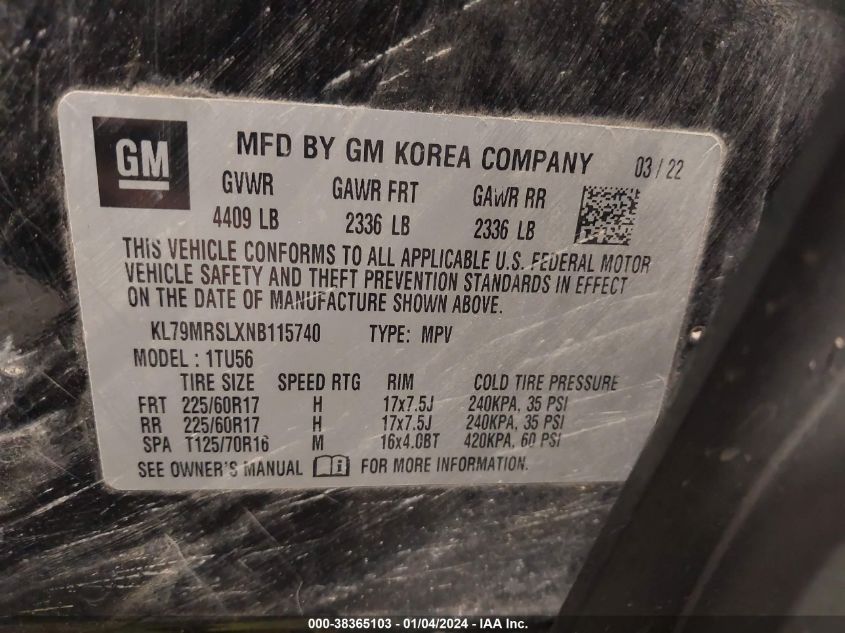 GM
MFD BY GM KOREA COMPANY 03 / 22
GVWR GAWR FRT GAWR RR
4409 LB 2336 LB 2336 LB
THIS VEHICLE CONFORMS TO ALL APPLICABLE U.S. FEDERAL MOTOR
VEHICLE SAFETY AND THEFT PREVENTION STANDARDS IN EFFECT
ON THE DATE OF MANUFACTURE SHOWN ABOVE.
KL79MRSLXNB115740 TYPE: MPV
MODEL : 1TU56
TIRE SIZE SPEED RTG RIM COLD TIRE PRESSURE
FRT 225/60R17 H 17x7.5J 240KPA, 35 PSI
RR 225/60R17 H 17x7.5J 240KPA, 35 PSI
SPA T125/70R16 M 16x4.0BT 420KPA, 60 PSI
SEE OWNER'S MANUAL FOR MORE INFORMATION.
000-38365103 - 01/04/2024 - IAA Inc.